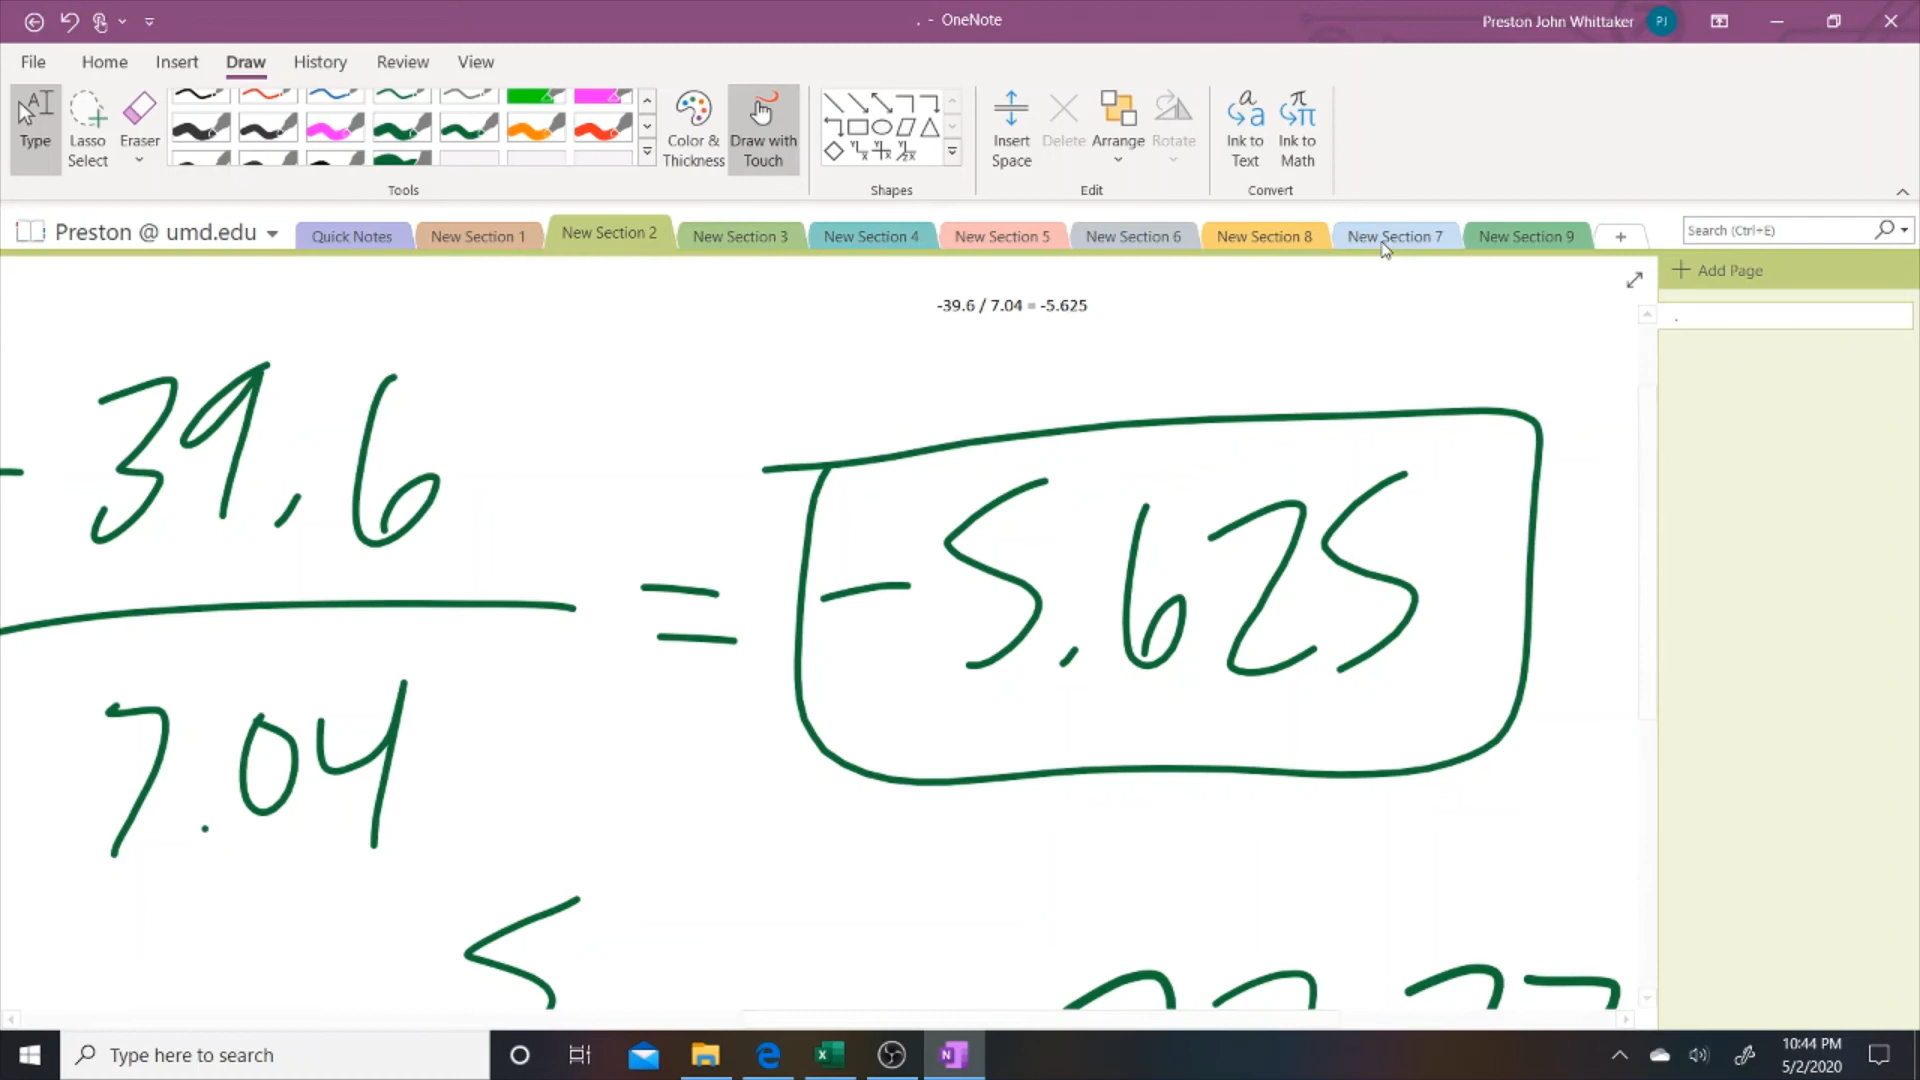 . - OneNote
Preston John Whittaker PJ
File Home Insert Draw History Review View
Type
Lasso Select
Eraser
Color & Thickness
Draw with Touch
Insert Space
Delete
Arrange
Rotate
Ink to Text
Ink to Math
Tools Shapes Edit Convert
Preston @ umd.edu Quick Notes New Section 1 New Section 2 New Section 3 New Section 4 New Section 5 New Section 6 New Section 8 New Section 7 New Section 9 + Search (Ctrl+E)
Add Page
-39.6 / 7.04 = -5.625
.
- 39.6
= - 5.625
7.04
Type here to search
10:44 PM
5/2/2020